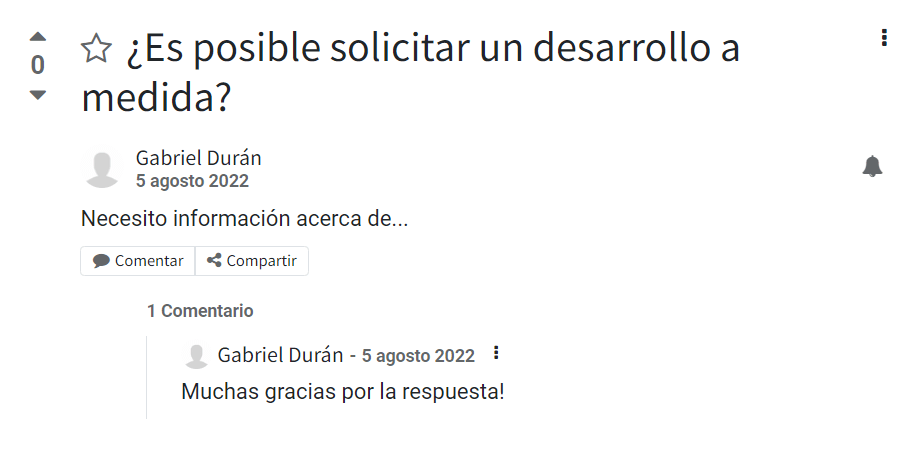 ¿Es posible solicitar un desarrollo a
medida?
0
Gabriel Durán
5 agosto 2022
Necesito información acerca de...
Comentar
Compartir
1 Comentario
Gabriel Durán - 5 agosto 2022
Muchas gracias por la respuesta!